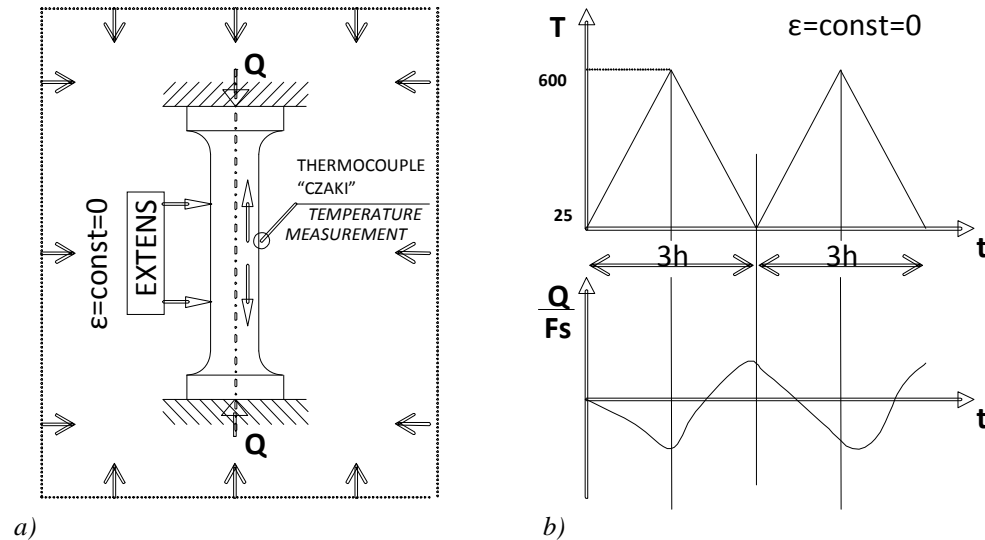 Q
THERMOCOUPLE
“CZAKI”
TEMPERATURE
MEASUREMENT
EXTENS
ε=const=0
Q
a)
T
ε=const=0
600
25
t
3h
3h
Q
Fs
t
b)